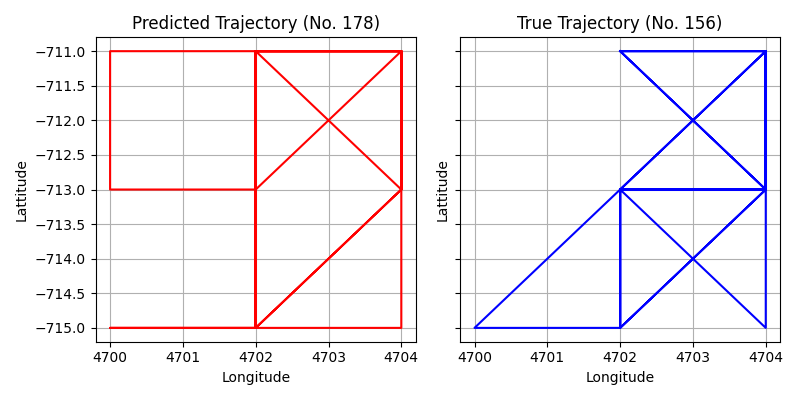 Predicted Trajectory (No. 178)
True Trajectory (No. 156)
−711.0
−711.5
−712.0
−712.5
−713.0
−713.5
−714.0
−714.5
−715.0
Lattitude
Lattitude
4700 4701 4702 4703 4704
4700 4701 4702 4703 4704
Longitude
Longitude